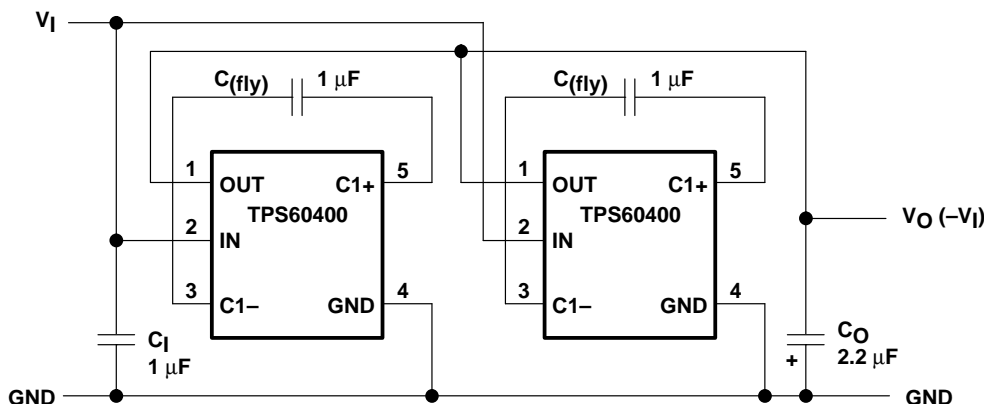 VI
C(fly) 1 μF C(fly) 1 μF
1 OUT C1+ 5 1 OUT C1+ 5
TPS60400 TPS60400
VO (–VI)
2 IN 2 IN
3 C1– GND 4 3 C1– GND 4
CI
1 μF
CO
2.2 μF
+
GND GND